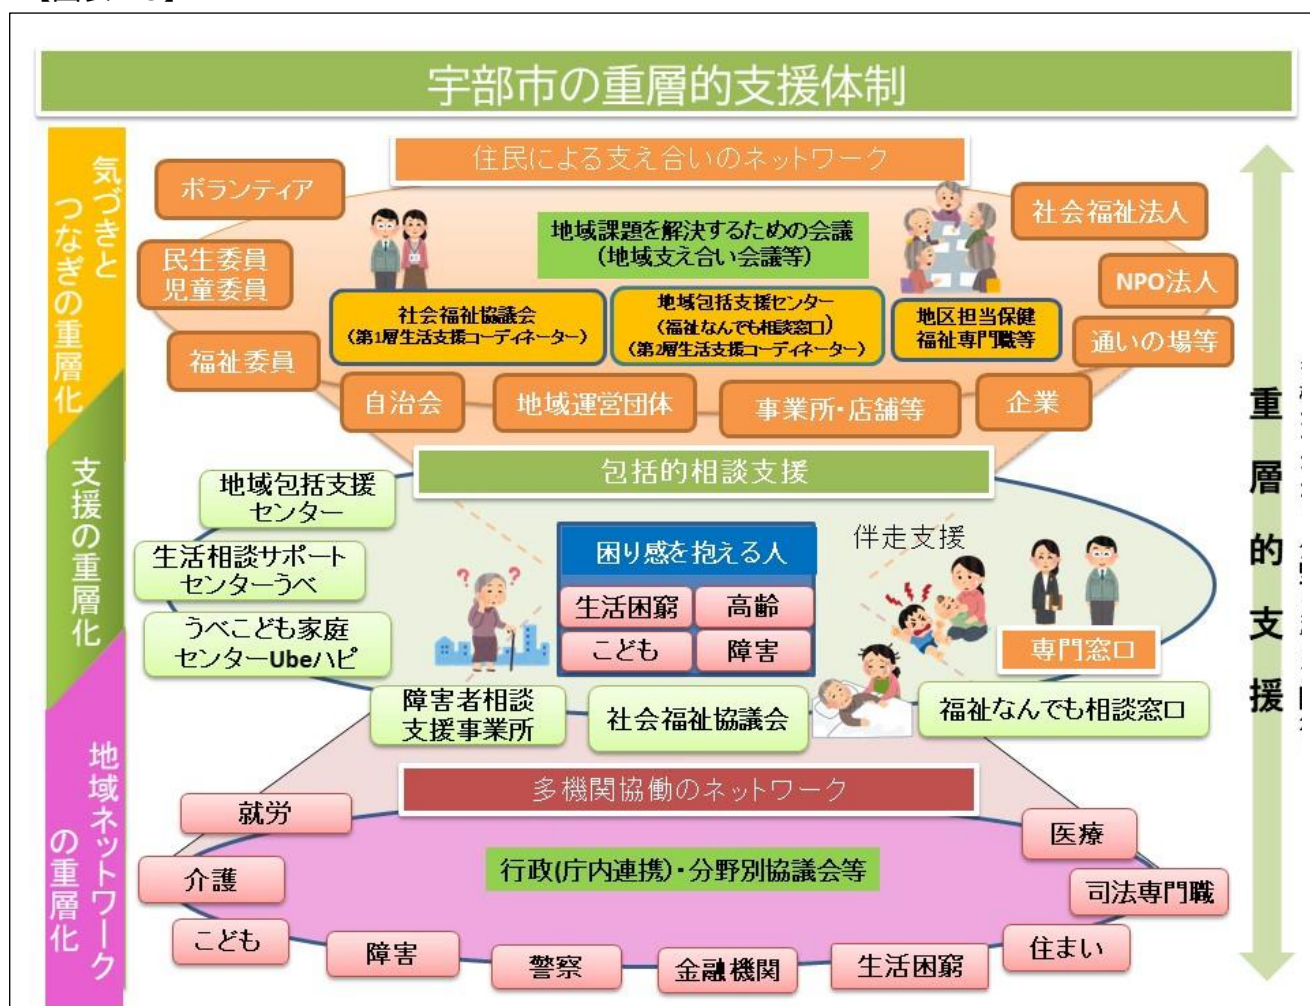 宇部市の重層的支援体制
気づきと
つなぎの重層化
支援の重層化
地域ネットワーク
の重層化
住民による支え合いのネットワーク
ボランティア
民生委員
児童委員
福祉委員
自治会
地域運営団体
事業所・店舗等
企業
通いの場等
NPO法人
社会福祉法人
地域課題を解決するための会議
(地域支え合い会議等)
社会福祉協議会
(第1層生活支援コーディネーター)
地域包括支援センター
(福祉なんでも相談窓口)
(第2層生活支援コーディネーター)
地区担当保健
福祉専門職等
包括的相談支援
地域包括支援
センター
生活相談サポート
センターうべ
うべこども家庭
センターUbeハピ
障害者相談
支援事業所
社会福祉協議会
福祉なんでも相談窓口
困り感を抱える人
生活困窮
高齢
こども
障害
伴走支援
専門窓口
多機関協働のネットワーク
行政(庁内連携)・分野別協議会等
就労
介護
こども
障害
警察
金融機関
生活困窮
住まい
司法専門職
医療
重層的支援